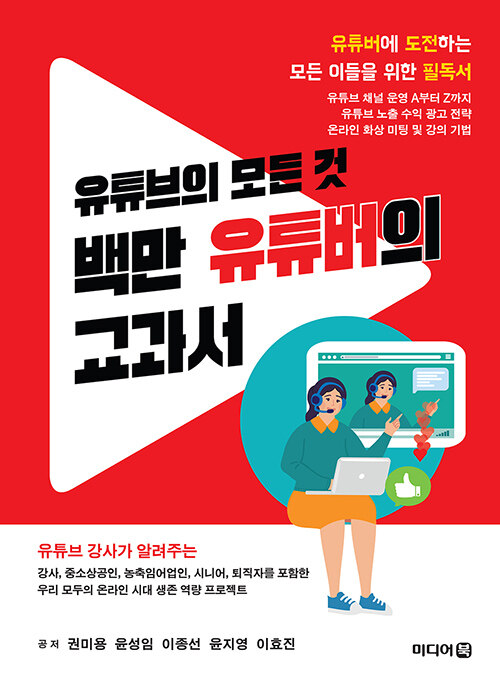 유튜버에 도전하는
모든 이들을 위한 필독서
유튜브 채널 운영 A부터 Z까지
유튜브 노출 수익 광고 전략
온라인 화상 미팅 및 강의 기법
유튜브의 모든 것
백만 유튜버의
교과서
유튜브 강사가 알려주는
강사, 중소상공인, 농축임어업인, 시니어, 퇴직자를 포함한
우리 모두의 온라인 시대 생존 역량 프로젝트
공 저 권미용 윤성임 이종선 윤지영 이효진
미디어 북